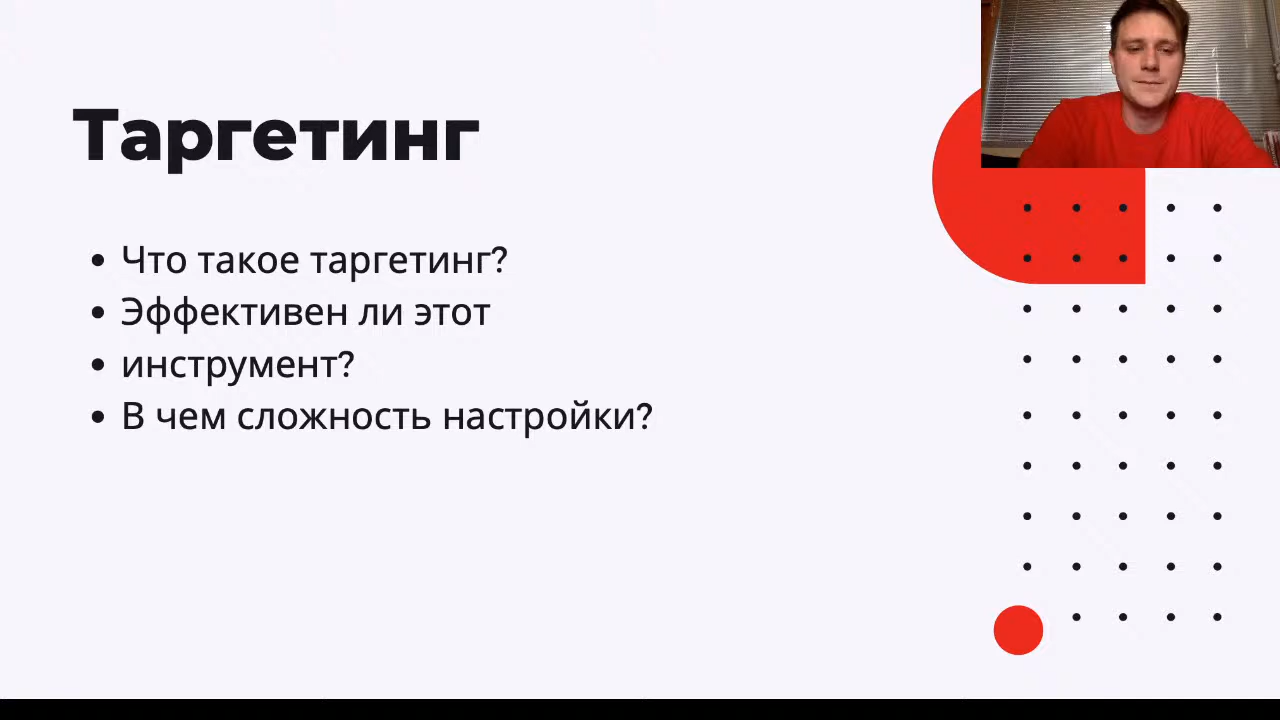 Таргетинг
• Что такое таргетинг?
• Эффективен ли этот
• инструмент?
• В чем сложность настройки?